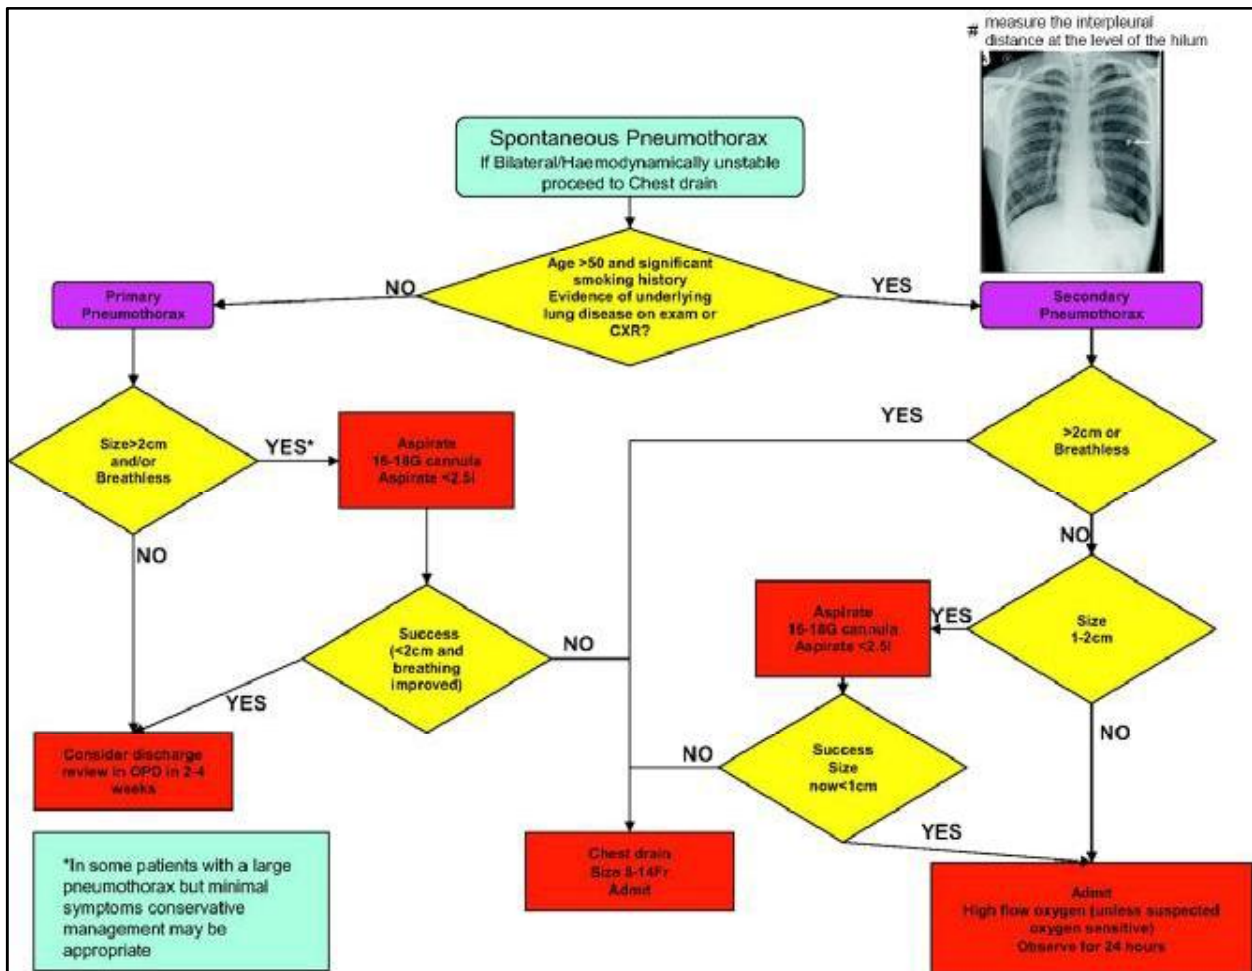 # measure the interpleural
distance at the level of the hilum
Spontaneous Pneumothorax
If Bilateral/Haemodynamically unstable
proceed to Chest drain
Age >50 and significant
smoking history
Evidence of underlying
lung disease on exam or
CXR?
NO
YES
Primary
Pneumothorax
Secondary
Pneumothorax
Size>2cm
and/or
Breathless
YES*
Aspirate
16-18G cannula
Aspirate <2.5l
YES
>2cm or
Breathless
NO
NO
Success
(<2cm and
breathing
improved)
NO
YES
Aspirate
16-18G cannula
Aspirate <2.5l
YES
Size
1-2cm
Consider discharge
review in OPD in 2-4
weeks
NO
Success
Size
now<1cm
NO
YES
*In some patients with a large
pneumothorax but minimal
symptoms conservative
management may be
appropriate
Chest drain
Size 8-14Fr
Admit
Admit
High flow oxygen (unless suspected
oxygen sensitive)
Observe for 24 hours